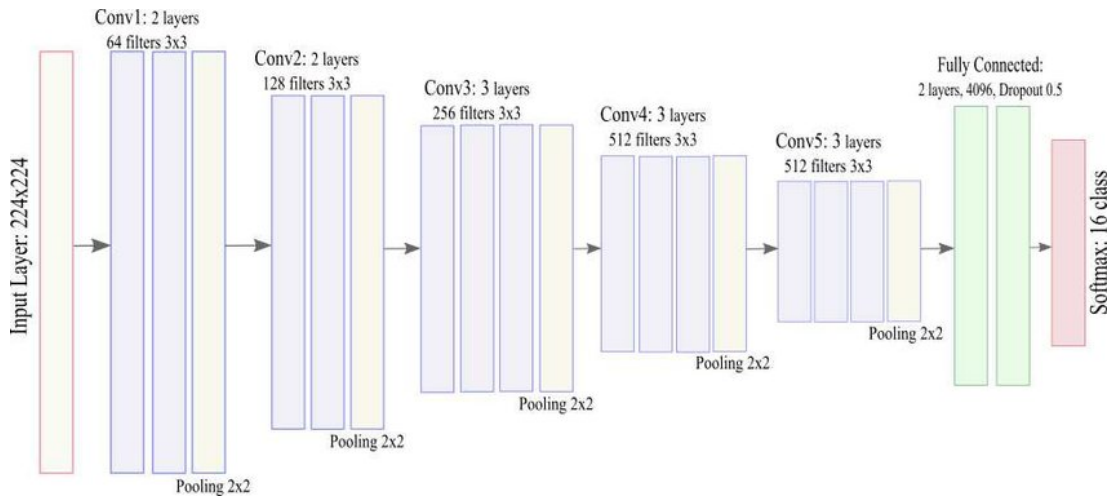 Input Layer: 224x224
Conv1: 2 layers
64 filters 3x3
Pooling 2x2
Conv2: 2 layers
128 filters 3x3
Pooling 2x2
Conv3: 3 layers
256 filters 3x3
Pooling 2x2
Conv4: 3 layers
512 filters 3x3
Pooling 2x2
Conv5: 3 layers
512 filters 3x3
Pooling 2x2
Fully Connected:
2 layers, 4096, Dropout 0.5
Softmax: 16 class